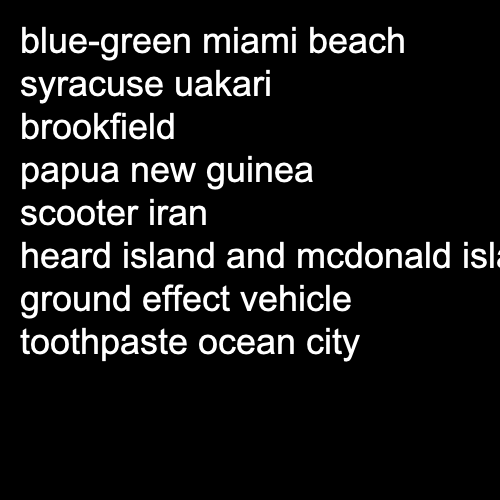 blue-green miami beach
syracuse uakari
brookfield
papua new guinea
scooter iran
heard island and mcdonald
ground effect vehicle
toothpaste ocean city